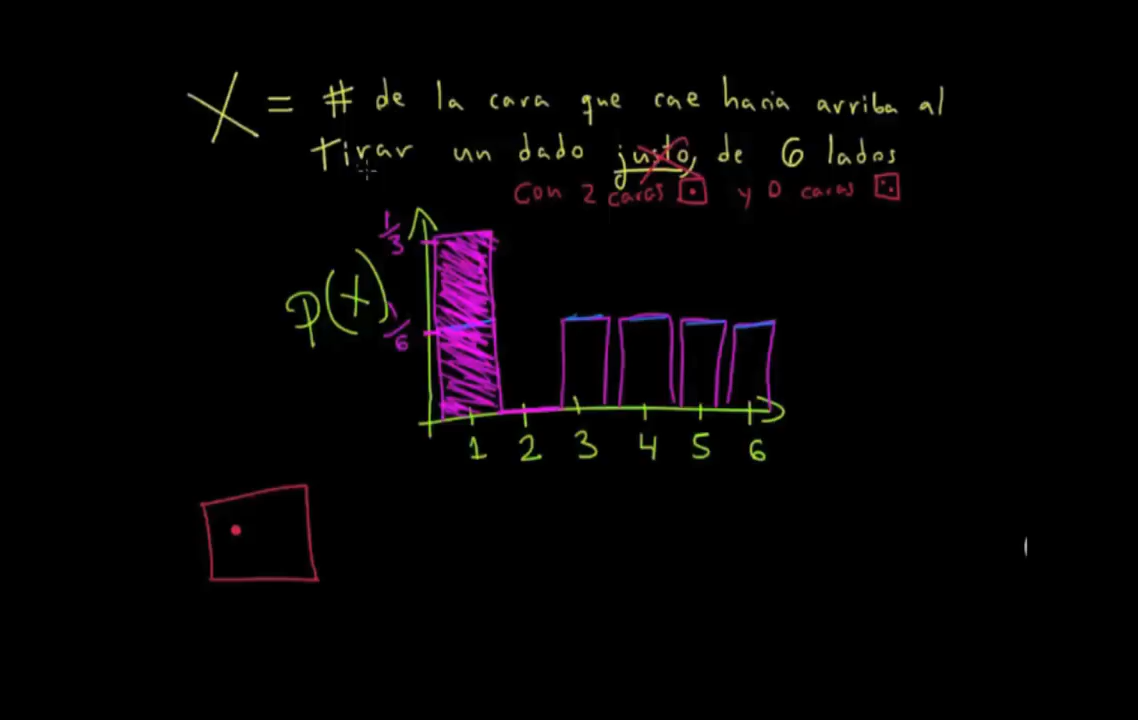 X = # de la cara que cae hacia arriba al
tirar un dado justo, de 6 lados
con 2 caras y 0 caras
1/3
P(X)
1/6
1 2 3 4 5 6